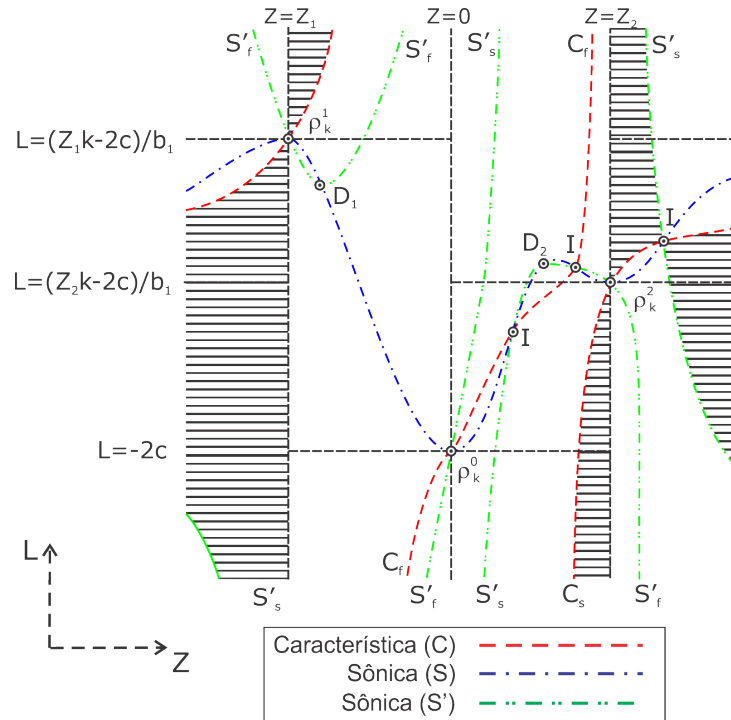 Z=Z₁ Z=0 Z=Z₂
S′f S′f S′s Cf S′s
L=(Z₁k-2c)/b₁ ρ¹k
D₁
D₂ I I
L=(Z₂k-2c)/b₁ ρ²k
I
L=-2c ρ⁰k
Cf
S′s S′f S′s Cs S′f
L
Z
Característica (C)
Sônica (S)
Sônica (S')